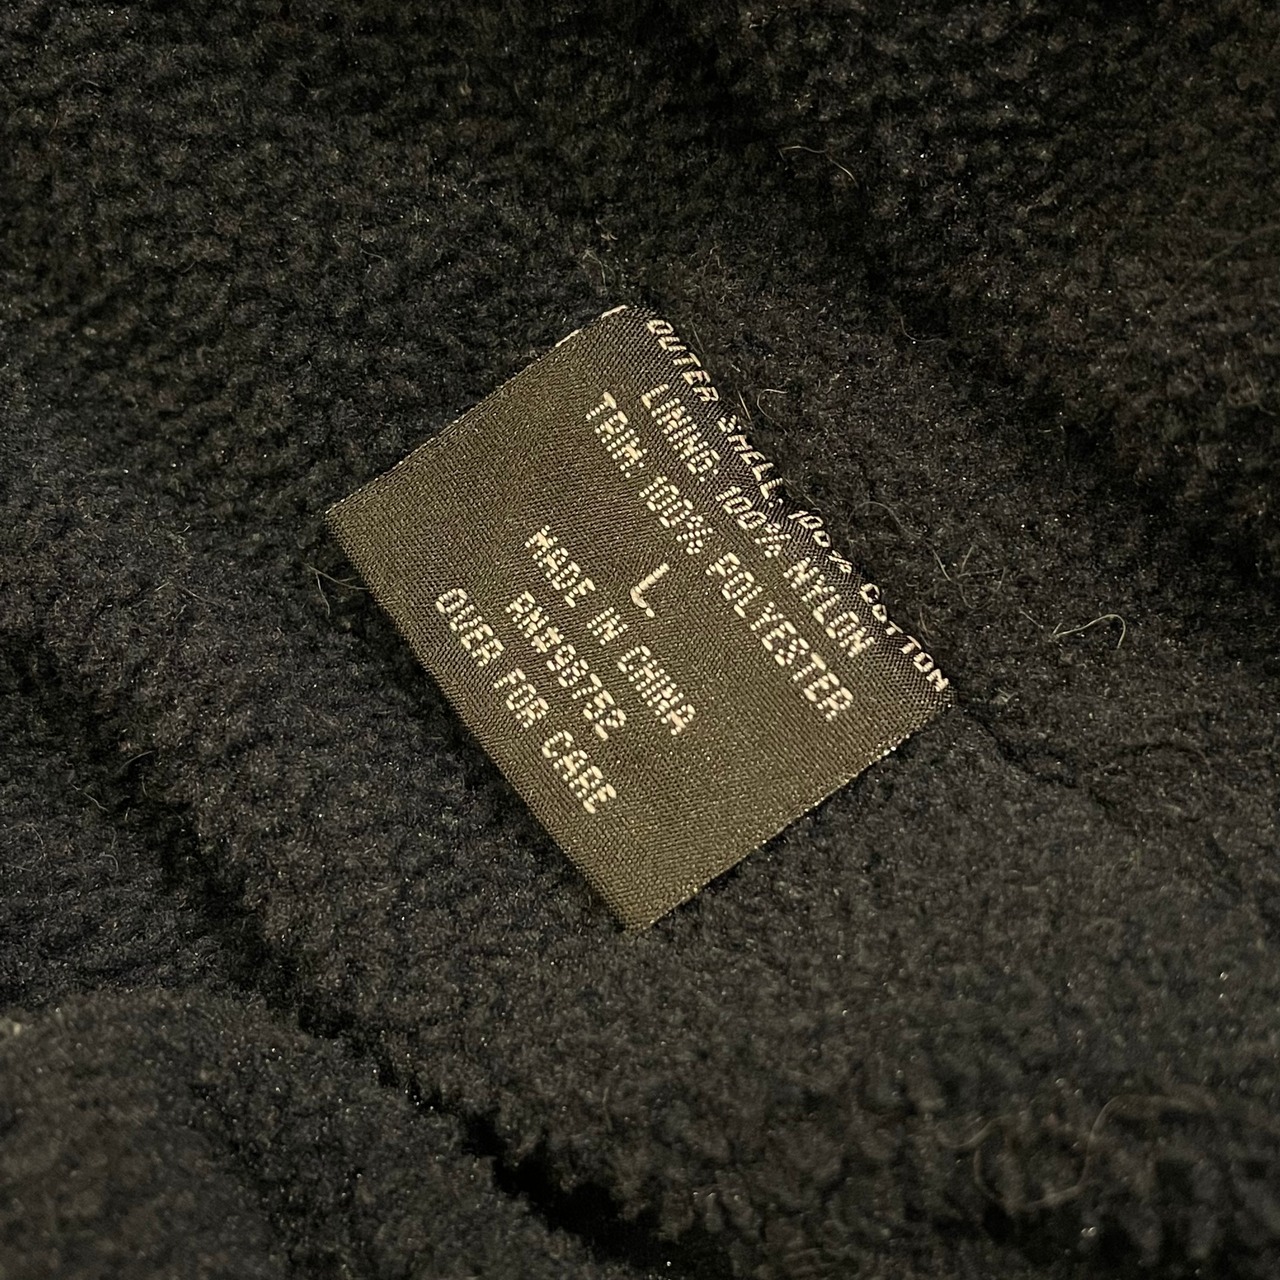 OUTER SHELL: 100% COTTON
LINING: 100% NYLON
TRIM: 100% POLYESTER
L
MADE IN CHINA
OVER FOR CARE